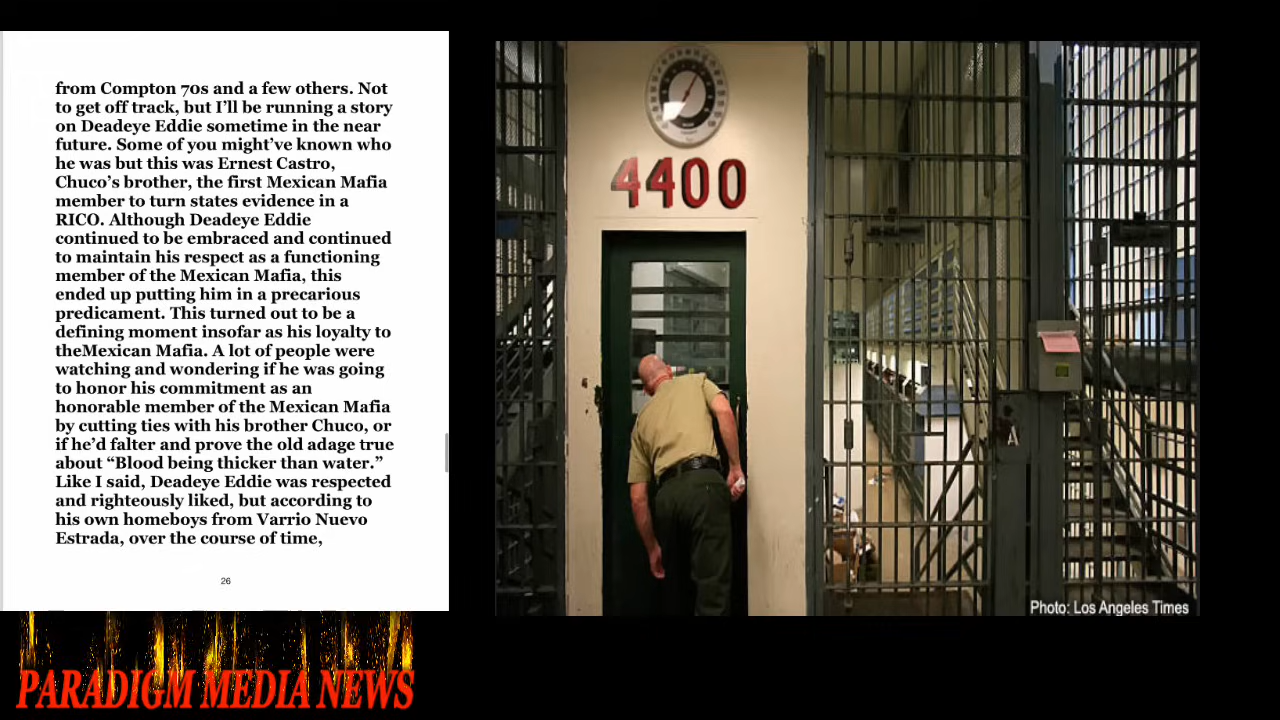 from Compton 70s and a few others. Not
to get off track, but I'll be running a story
on Deadeye Eddie sometime in the near
future. Some of you might've known who
he was but this was Ernest Castro,
Chuco's brother, the first Mexican Mafia
member to turn states evidence in a
RICO. Although Deadeye Eddie
continued to be embraced and continued
to maintain his respect as a functioning
member of the Mexican Mafia, this
ended up putting him in a precarious
predicament. This turned out to be a
defining moment insofar as his loyalty to
theMexican Mafia. A lot of people were
watching and wondering if he was going
to honor his commitment as an
honorable member of the Mexican Mafia
by cutting ties with his brother Chuco, or
if he'd falter and prove the old adage true
about “Blood being thicker than water.”
Like I said, Deadeye Eddie was respected
and righteously liked, but according to
his own homeboys from Varrio Nuevo
Estrada, over the course of time,
26
PARADIGM MEDIA NEWS
4400
A
Photo: Los Angeles Times